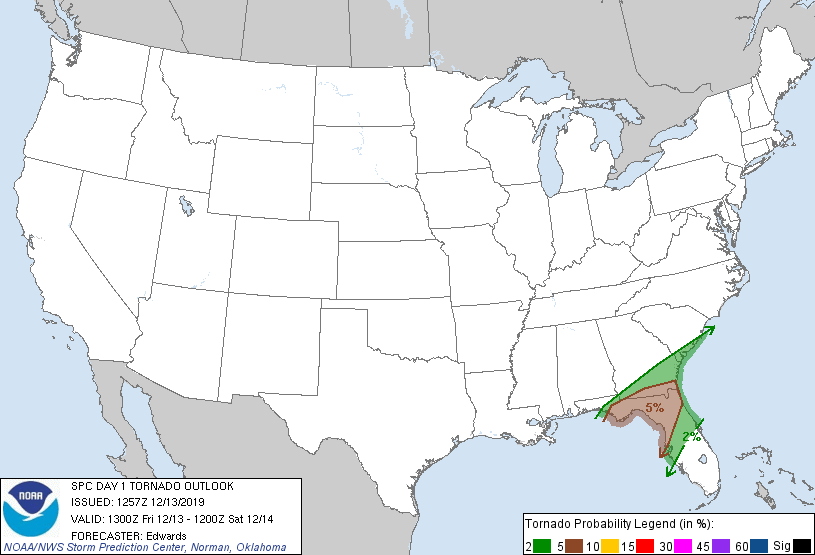 5%
2%
NOAA
SPC DAY 1 TORNADO OUTLOOK
ISSUED: 1257Z 12/13/2019
VALID: 1300Z Fri 12/13 - 1200Z Sat 12/14
FORECASTER: Edwards
NOAA/NWS Storm Prediction Center, Norman, Oklahoma
Tornado Probability Legend (in %):
2 5 10 15 30 45 60 Sig